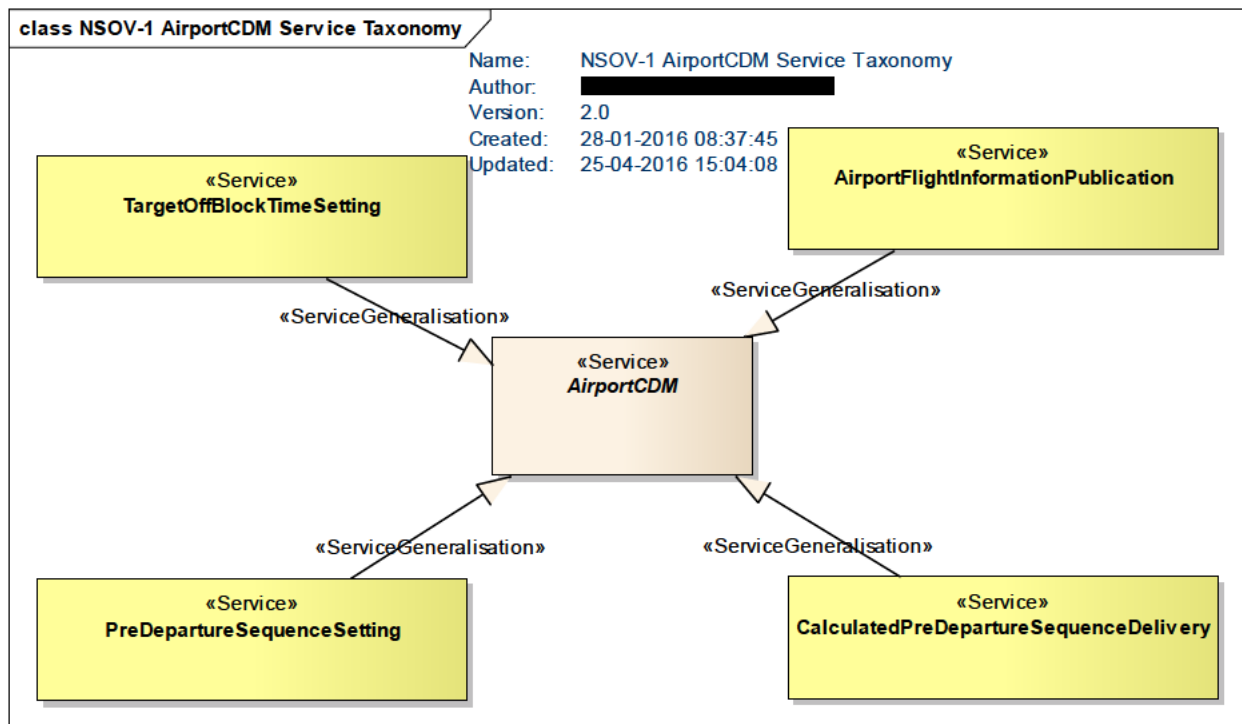 class NSOV-1 AirportCDM Service Taxonomy
Name: NSOV-1 AirportCDM Service Taxonomy
Author:
Version: 2.0
Created: 28-01-2016 08:37:45
Updated: 25-04-2016 15:04:08
«Service»
TargetOffBlockTimeSetting
«Service»
AirportFlightInformationPublication
«ServiceGeneralisation»
«ServiceGeneralisation»
«Service»
AirportCDM
«ServiceGeneralisation»
«ServiceGeneralisation»
«Service»
PreDepartureSequenceSetting
«Service»
CalculatedPreDepartureSequenceDelivery